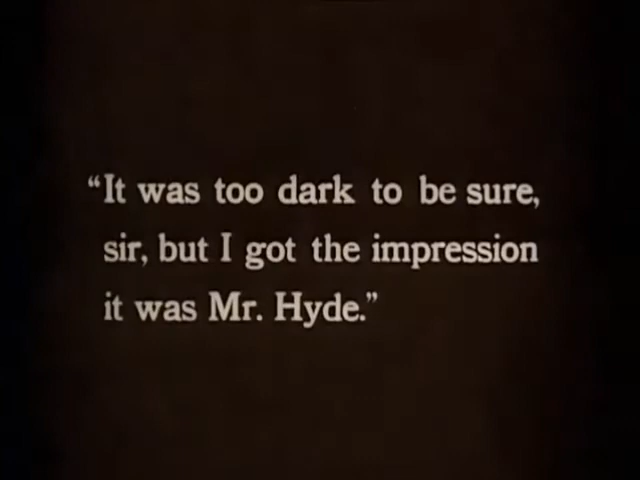 “It was too dark to be sure,
sir, but I got the impression
it was Mr. Hyde.”